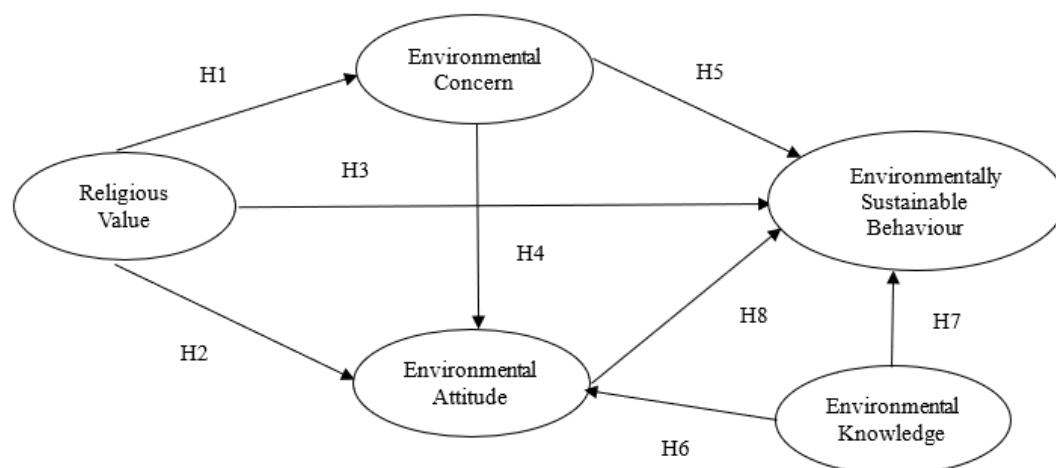 Environmental
Concern
H1
H5
H3
Religious
Value
Environmentally
Sustainable
Behaviour
H4
H2
H8
H7
Environmental
Attitude
Environmental
Knowledge
H6